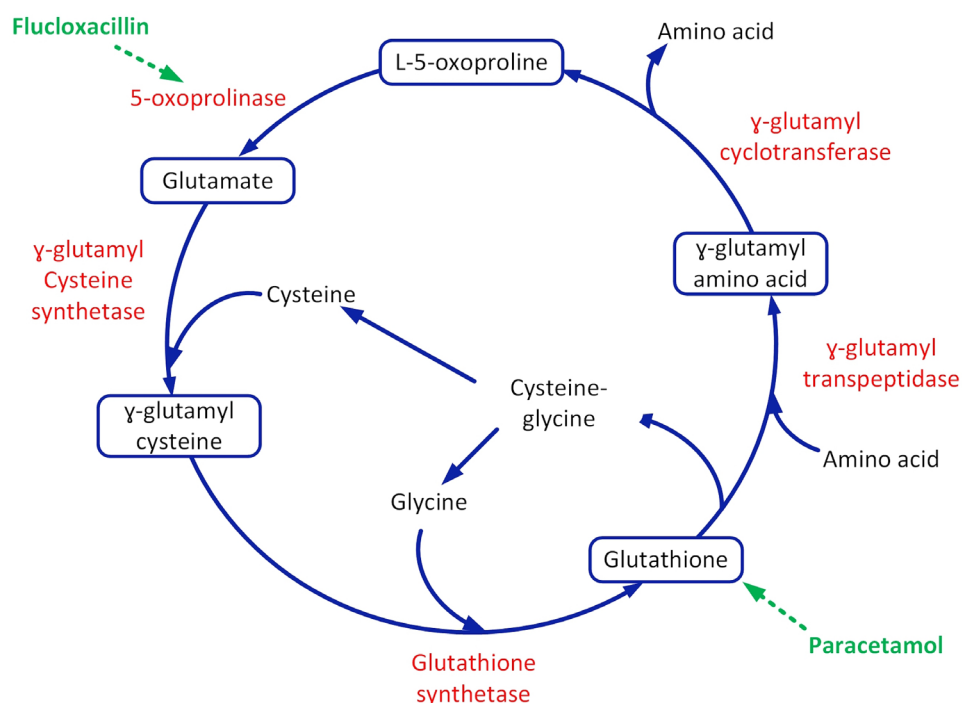 Flucloxacillin
5-oxoprolinase
L-5-oxoproline
Amino acid
ɣ-glutamyl
cyclotransferase
Glutamate
ɣ-glutamyl
Cysteine
synthetase
Cysteine
ɣ-glutamyl
amino acid
ɣ-glutamyl
transpeptidase
Cysteine-
glycine
ɣ-glutamyl
cysteine
Amino acid
Glycine
Glutathione
Paracetamol
Glutathione
synthetase